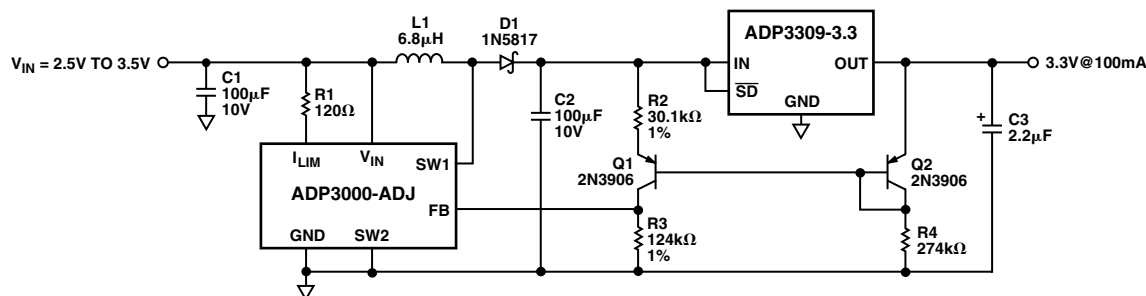 V_IN = 2.5V TO 3.5V
C1
100μF
10V
R1
120Ω
L1
6.8μH
D1
1N5817
C2
100μF
10V
R2
30.1kΩ
1%
ADP3309-3.3
IN
OUT
SD
GND
3.3V@100mA
C3
+
2.2μF
I_LIM
V_IN
SW1
ADP3000-ADJ
FB
GND
SW2
Q1
2N3906
Q2
2N3906
R3
124kΩ
1%
R4
274kΩ